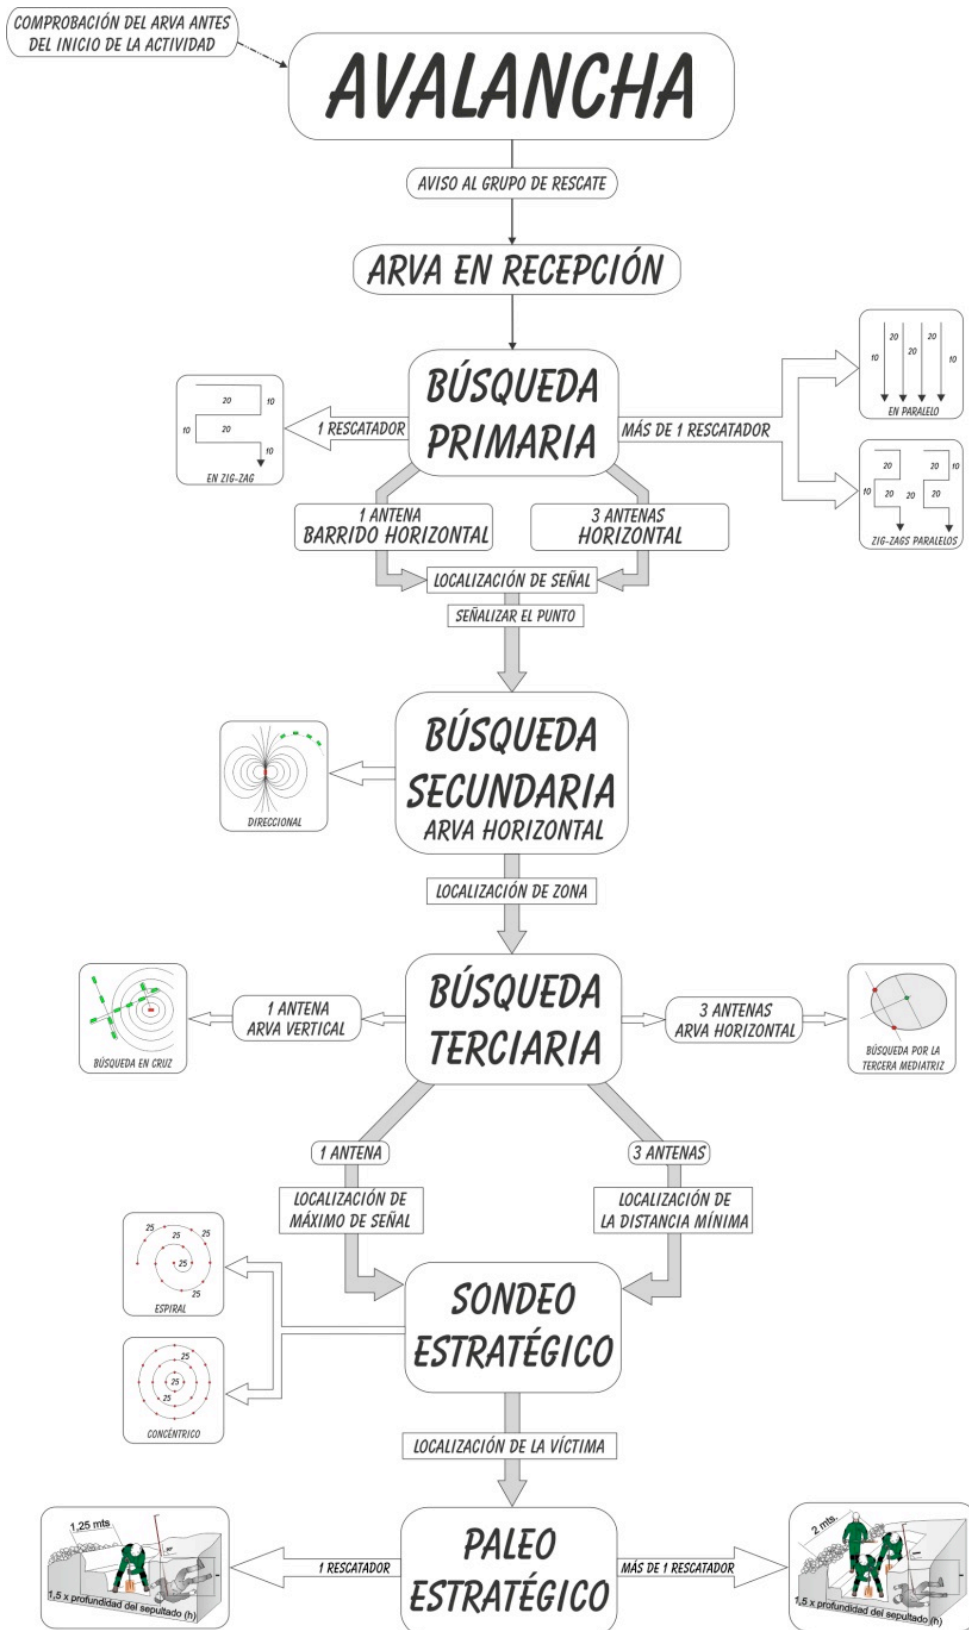 COMPROBACIÓN DEL ARVA ANTES
DEL INICIO DE LA ACTIVIDAD
AVALANCHA
AVISO AL GRUPO DE RESCATE
ARVA EN RECEPCIÓN
BÚSQUEDA
PRIMARIA
1 RESCATADOR
20
10
10
20
10
EN ZIG-ZAG
MÁS DE 1 RESCATADOR
20
20
10
10
20
EN PARALELO
20
20
10
10
20
20
20
ZIG-ZAGS PARALELOS
1 ANTENA
BARRIDO HORIZONTAL
3 ANTENAS
HORIZONTAL
LOCALIZACIÓN DE SEÑAL
SEÑALIZAR EL PUNTO
BÚSQUEDA
SECUNDARIA
ARVA HORIZONTAL
DIRECCIONAL
LOCALIZACIÓN DE ZONA
BÚSQUEDA
TERCIARIA
1 ANTENA
ARVA VERTICAL
BÚSQUEDA EN CRUZ
3 ANTENAS
ARVA HORIZONTAL
BÚSQUEDA POR LA
TERCERA MEDIATRIZ
1 ANTENA
3 ANTENAS
LOCALIZACIÓN DE
MÁXIMO DE SEÑAL
LOCALIZACIÓN DE
LA DISTANCIA MÍNIMA
SONDEO
ESTRATÉGICO
25
25
25
25
25
ESPIRAL
25
25
25
CONCÉNTRICO
LOCALIZACIÓN DE LA VÍCTIMA
PALEO
ESTRATÉGICO
1 RESCATADOR
1,25 mts
1,5 x profundidad del sepultado (h)
MÁS DE 1 RESCATADOR
2 mts.
1,5 x profundidad del sepultado (h)